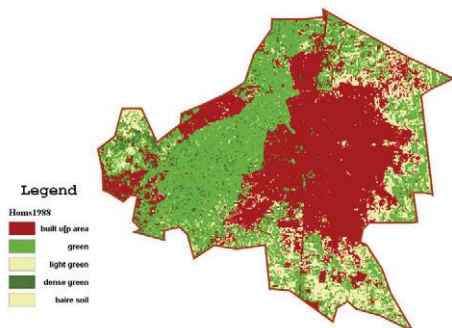 Legend
Homs1988
built u[p area
green
light green
dense green
baire soil